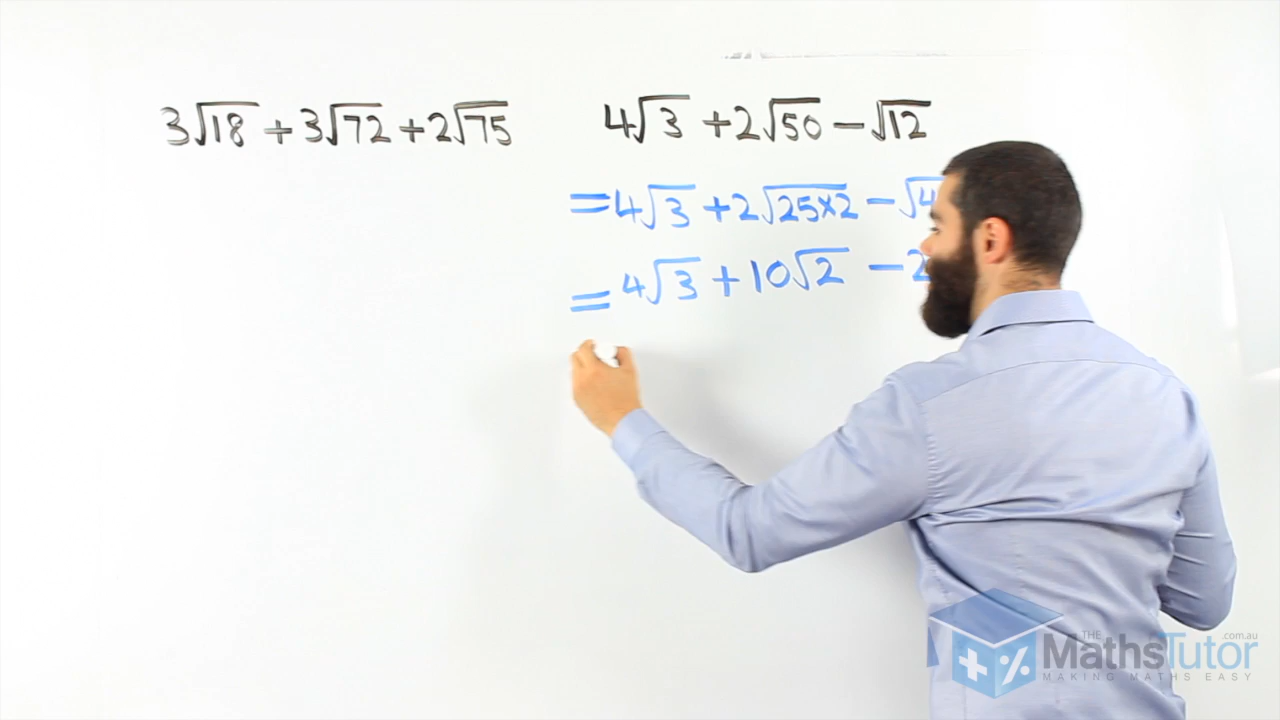 3√18 + 3√72 + 2√75
4√3 + 2√50 − √12
= 4√3 + 2√25×2 − √4
= 4√3 + 10√2 − 2
THE MathsTutor .com.au
MAKING MATHS EASY